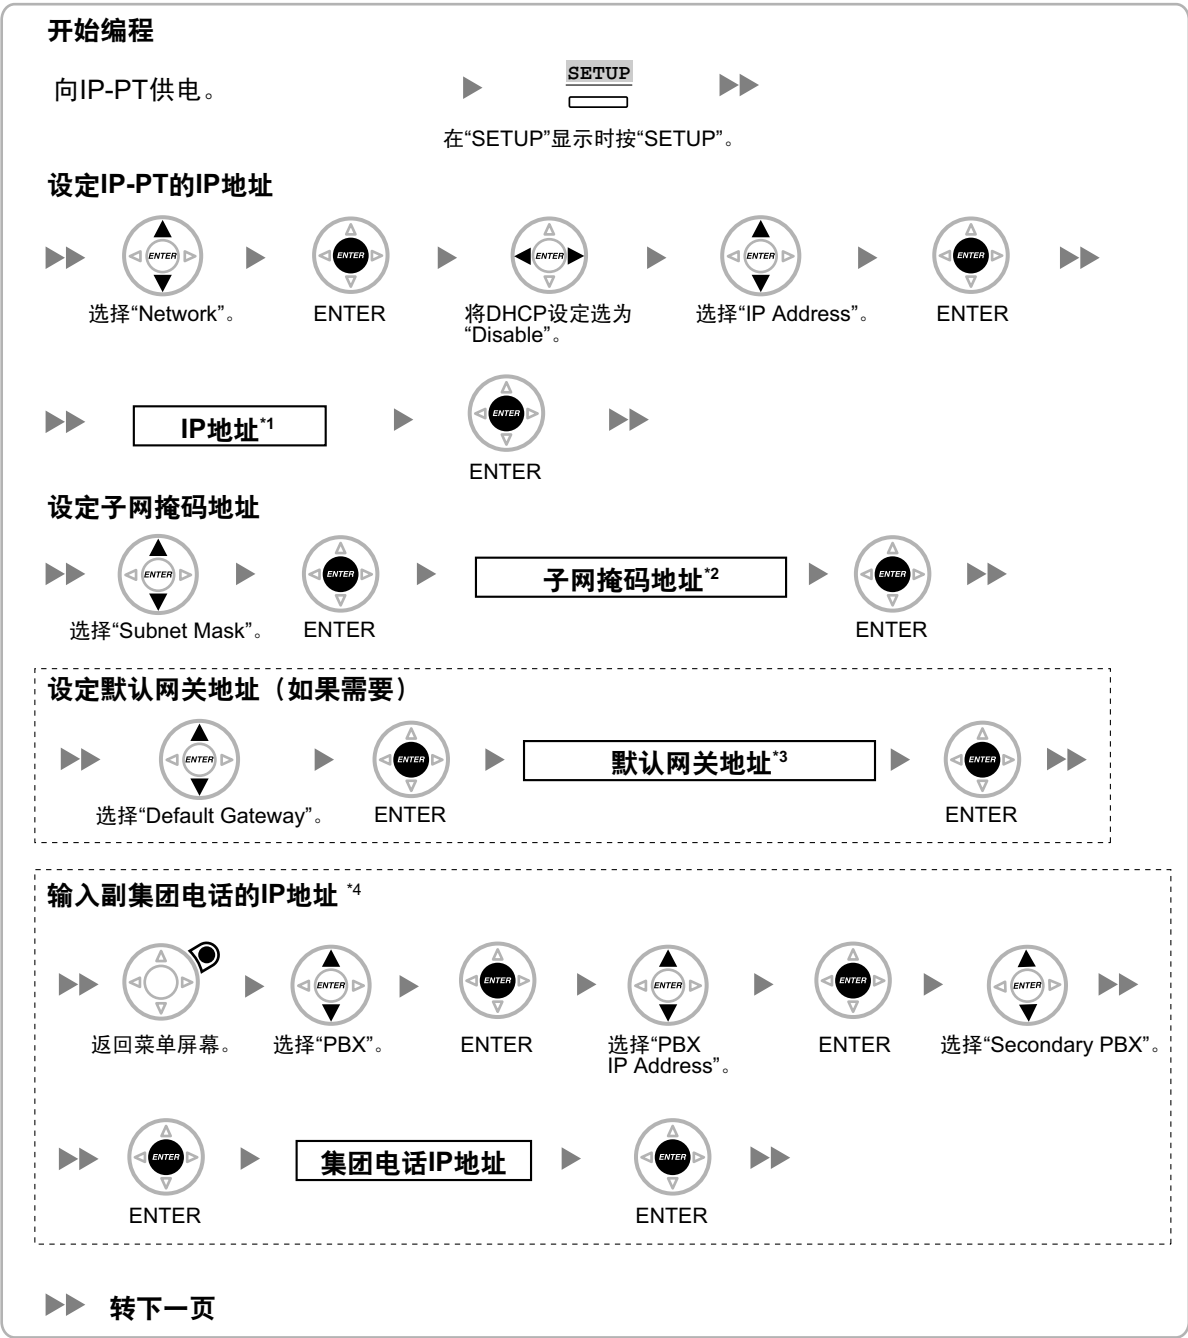 开始编程
向IP-PT供电。
SETUP
在“SETUP”显示时按“SETUP”。
设定IP-PT的IP地址
ENTER ENTER ENTER ENTER ENTER
选择“Network”。 ENTER 将DHCP设定选为 选择“IP Address”。 ENTER
“Disable”。
IP地址*1 ENTER
ENTER
设定子网掩码地址
ENTER ENTER 子网掩码地址*2 ENTER
选择“Subnet Mask”。 ENTER ENTER
设定默认网关地址（如果需要）
ENTER ENTER 默认网关地址*3 ENTER
选择“Default Gateway”。 ENTER ENTER
输入副集团电话的IP地址 *4
ENTER ENTER ENTER ENTER ENTER
返回菜单屏幕。 选择“PBX”。 ENTER 选择“PBX ENTER 选择“Secondary PBX”。
IP Address”。
ENTER 集团电话IP地址 ENTER
ENTER ENTER
转下一页